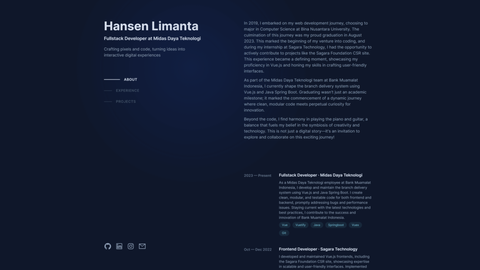 Hansen Limanta
Fullstack Developer at Midas Daya Teknologi
Crafting pixels and code, turning ideas into
interactive digital experiences
ABOUT
EXPERIENCE
PROJECTS
In 2019, I embarked on my web development journey, choosing to
major in Computer Science at Bina Nusantara University. The
culmination of this journey was my proud graduation in August
2023. This marked the beginning of my venture into coding, and
during my internship at Sagara Technology, I had the opportunity to
actively contribute to projects like the Sagara Foundation CSR site.
This experience became a defining moment, showcasing my
proficiency in Vue.js and honing my skills in crafting user-friendly
interfaces.
As part of the Midas Daya Teknologi team at Bank Muamalat
Indonesia, I currently shape the branch delivery system using
Vue.js and Java Spring Boot. Graduating wasn't just an academic
milestone; it marked the commencement of a dynamic journey
where clean, modular code meets perpetual curiosity for
innovation.
Beyond the code, I find harmony in playing the piano and guitar, a
balance that fuels my belief in the symbiosis of creativity and
technology. This is not just a digital story—it's an invitation to
explore and collaborate on this exciting journey!
2023 — Present
Fullstack Developer · Midas Daya Teknologi
As a Midas Daya Teknologi employee at Bank Muamalat
Indonesia, I develop and maintain the branch delivery
system using Vue.js and Java Spring Boot. I create
clean, modular, and testable code for both frontend and
backend, promptly addressing bugs and performance
issues. Staying current with the latest technologies and
best practices, I contribute to the success and
innovation of Bank Muamalat Indonesia.
Vue
Vuetify
Java
Springboot
Vuex
Git
Oct — Dec 2022
Frontend Developer · Sagara Technology
I developed and maintained Vue.js frontends, including
the Sagara Foundation CSR site, showcasing expertise
in scalable and user-friendly interfaces. Implemented